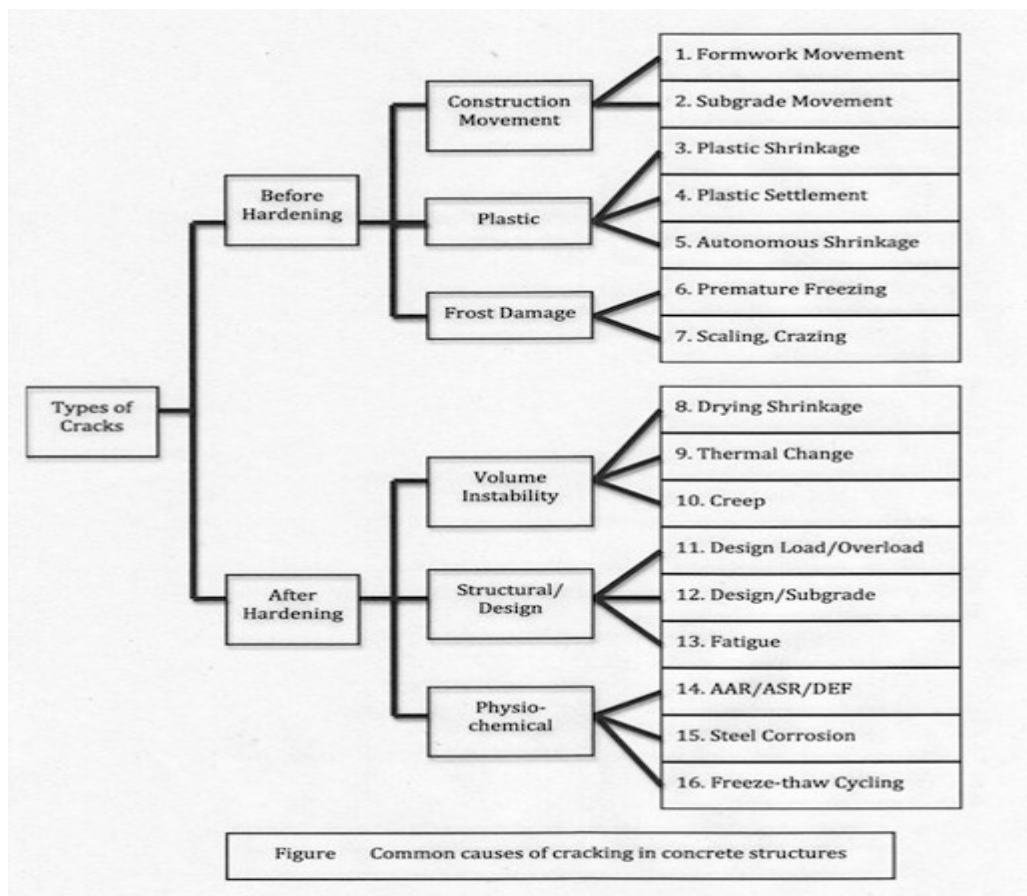 Types of
Cracks
Before
Hardening
Construction
Movement
1. Formwork Movement
2. Subgrade Movement
Plastic
3. Plastic Shrinkage
4. Plastic Settlement
5. Autonomous Shrinkage
Frost Damage
6. Premature Freezing
7. Scaling, Crazing
After
Hardening
Volume
Instability
8. Drying Shrinkage
9. Thermal Change
10. Creep
Structural/
Design
11. Design Load/Overload
12. Design/Subgrade
13. Fatigue
Physio-
chemical
14. AAR/ASR/DEF
15. Steel Corrosion
16. Freeze-thaw Cycling
Figure Common causes of cracking in concrete structures